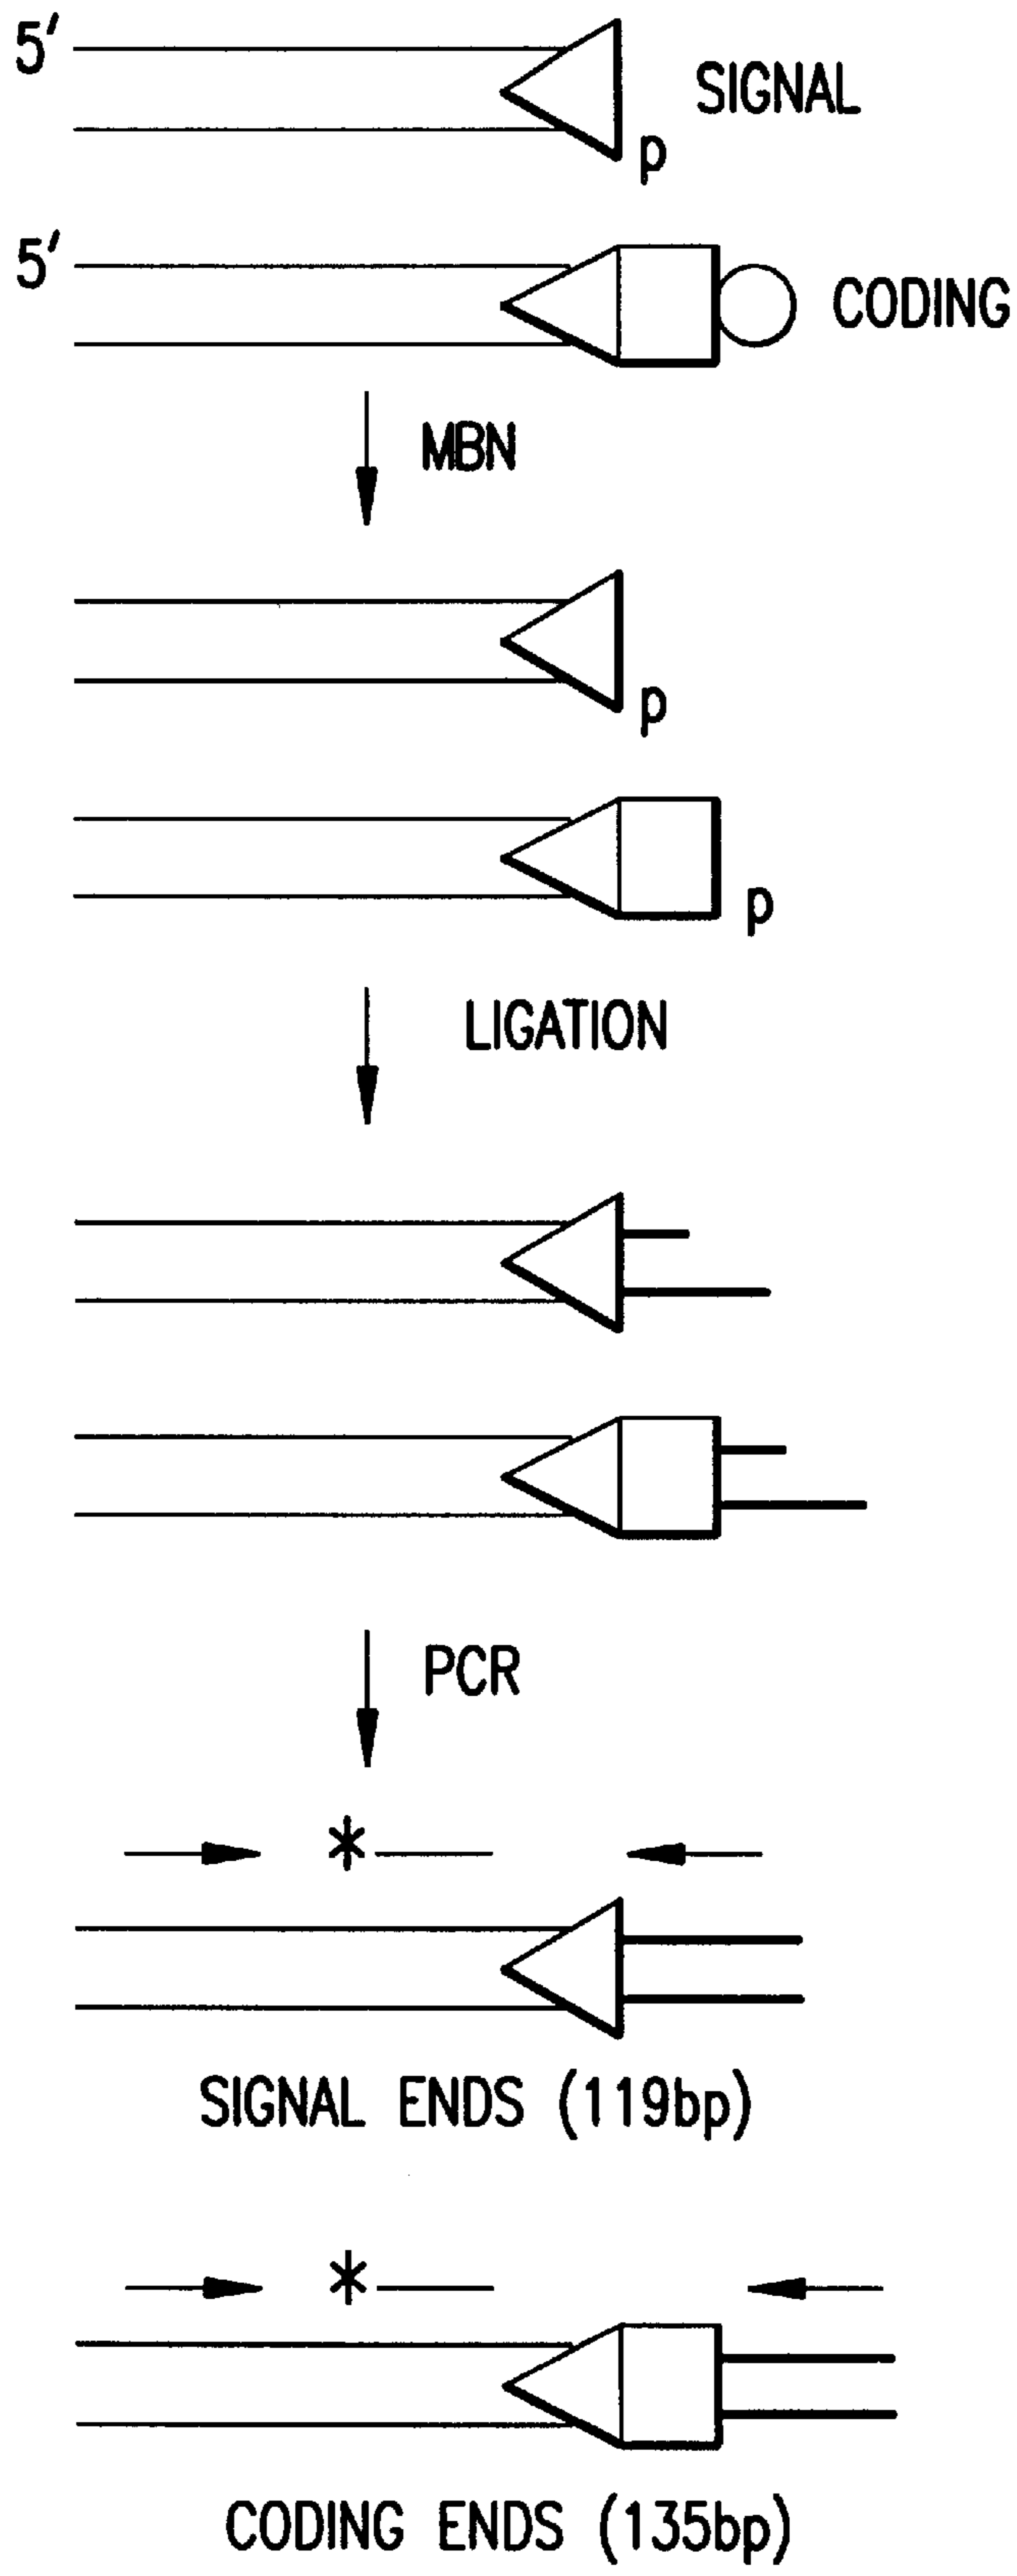 5′
SIGNAL
p
5′
CODING
MBN
p
p
LIGATION
PCR
*
SIGNAL ENDS (119bp)
*
CODING ENDS (135bp)